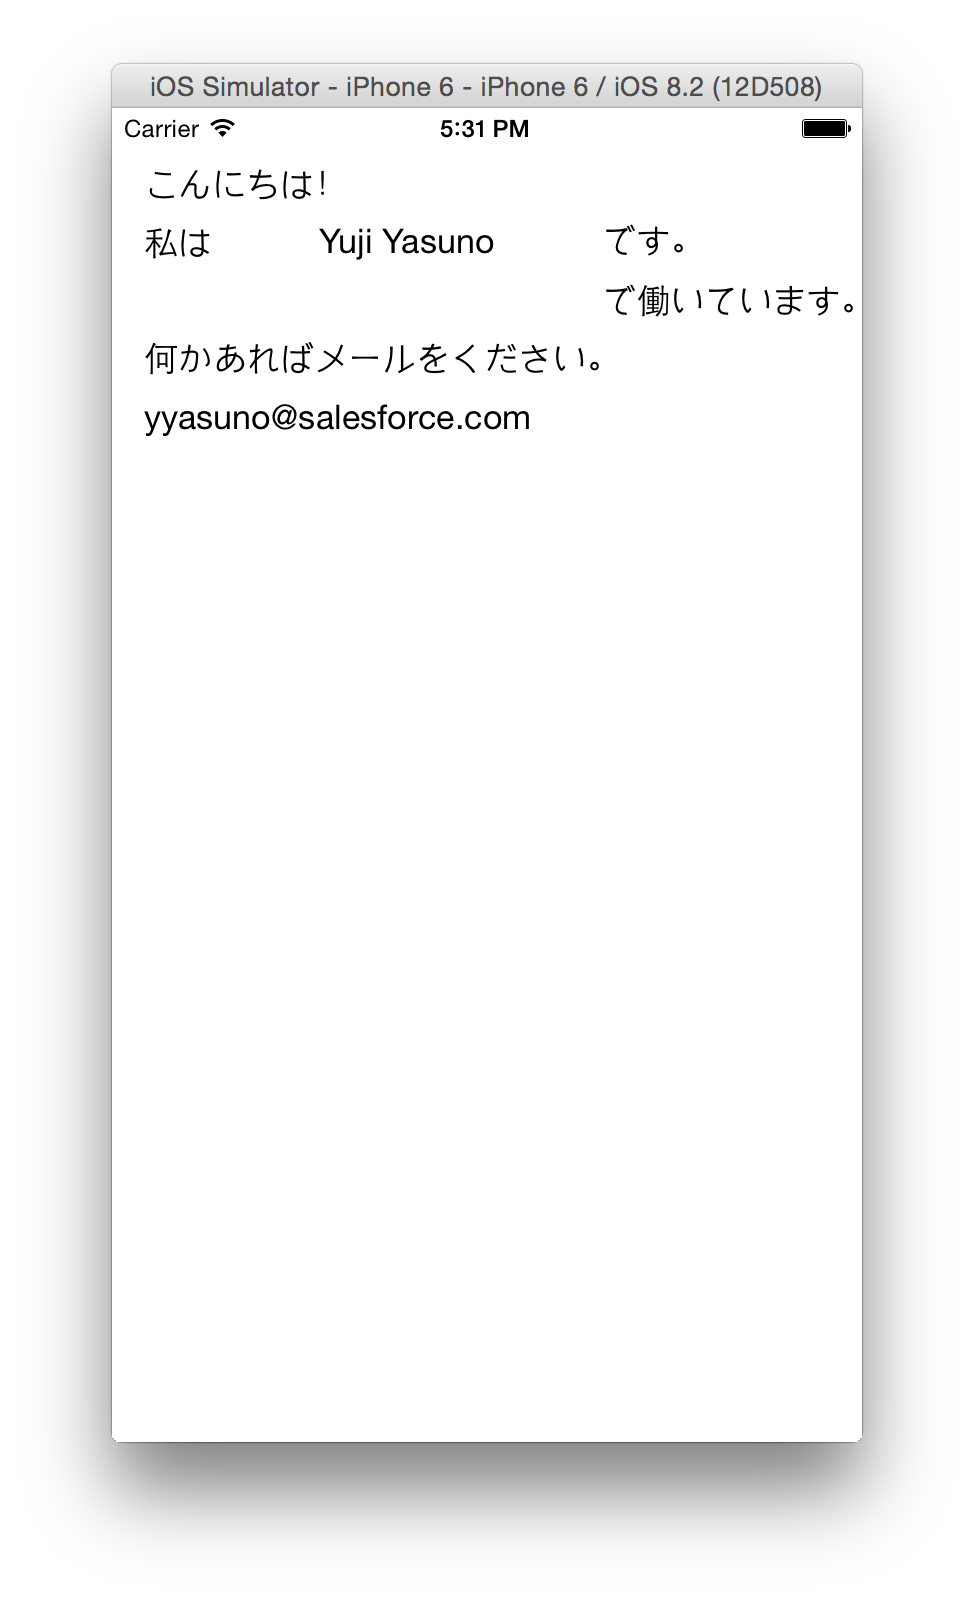 iOS Simulator - iPhone 6 - iPhone 6 / iOS 8.2 (12D508)
Carrier 5:31 PM
こんにちは!
私は Yuji Yasuno です。
で働いています。
何かあればメールをください。
yyasuno@salesforce.com